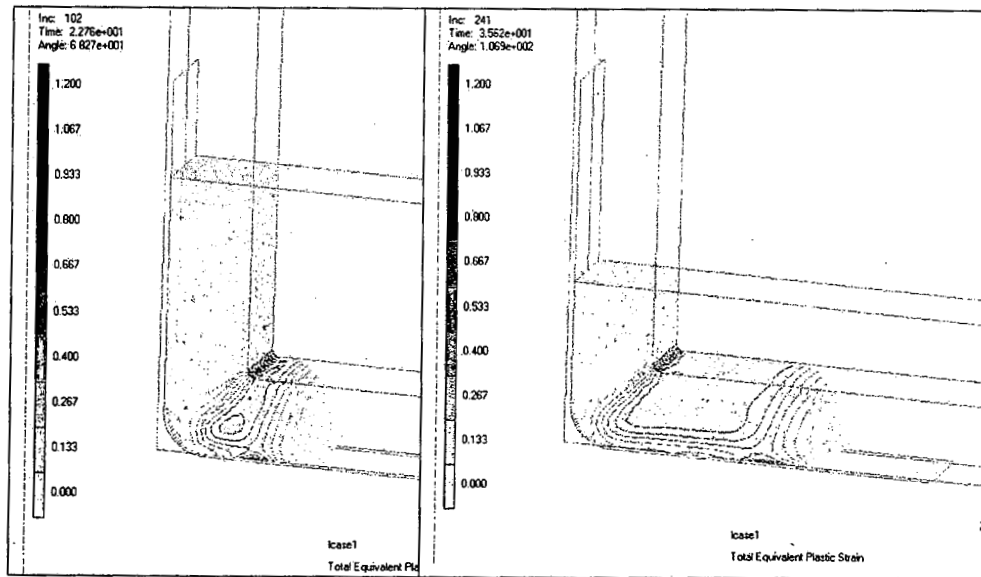 Inc: 102
Time: 2.276e+001
Angle: 6.827e+001
1.200
1.067
0.933
0.800
0.667
0.533
0.400
0.267
0.133
0.000
lcase1
Total Equivalent Pla
Inc: 241
Time: 3.562e+001
Angle: 1.069e+002
1.200
1.067
0.933
0.800
0.667
0.533
0.400
0.267
0.133
0.000
lcase1
Total Equivalent Plastic Strain